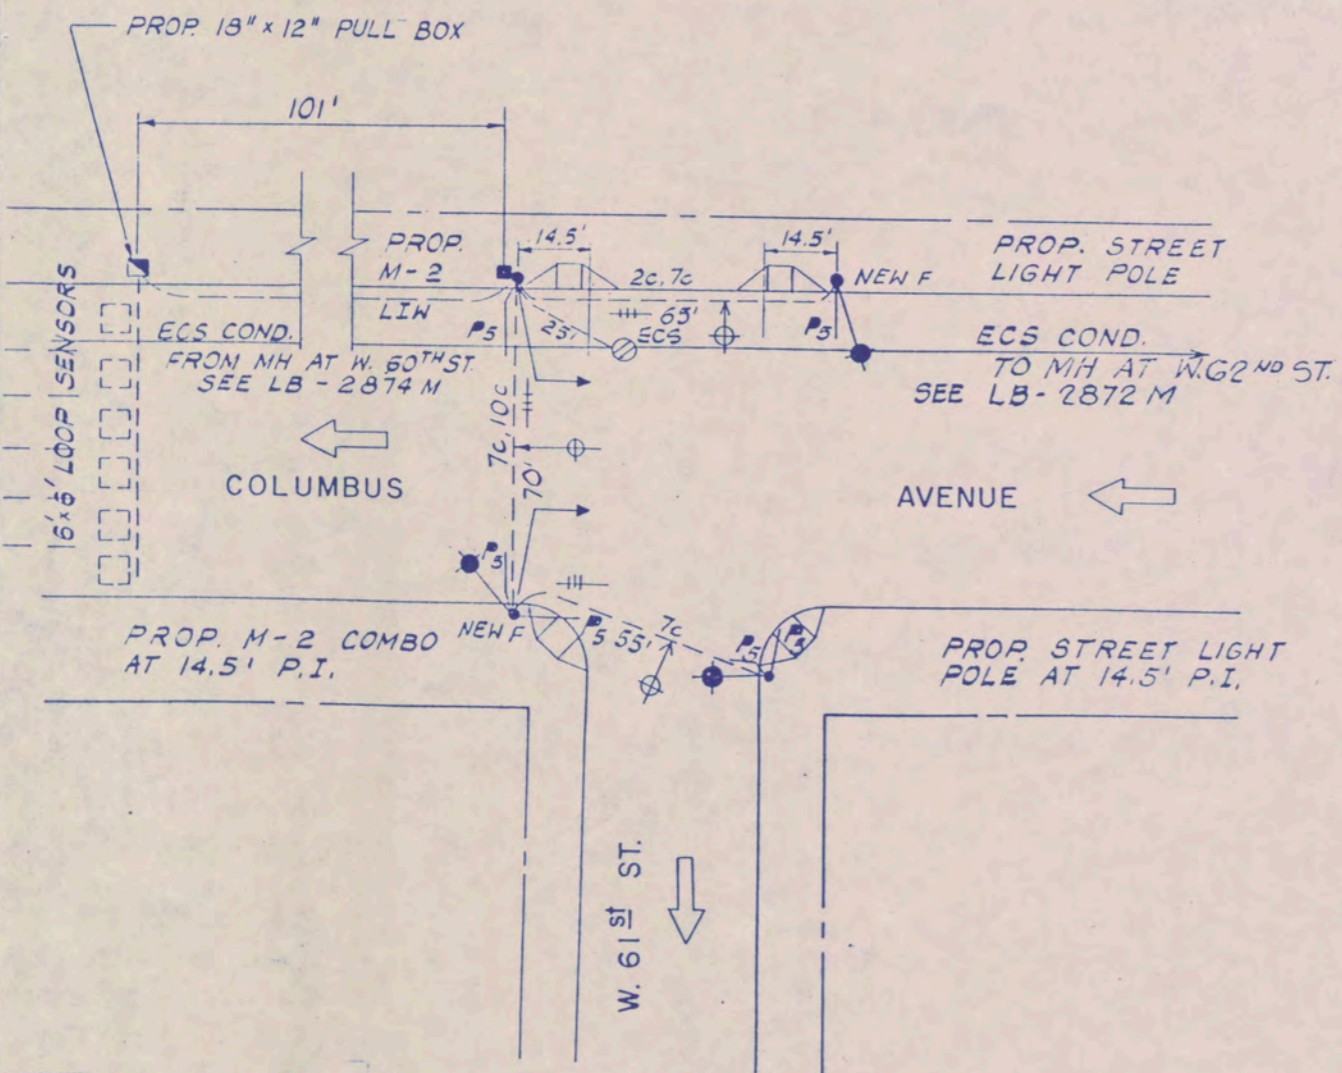 PROP. 18" x 12" PULL BOX
101'
PROP.
M-2
14.5'
14.5'
PROP. STREET
LIGHT POLE
2c, 7c
NEW F
LIW
P5
25'
ECS
65'
P5
6'x6' LOOP SENSORS
ECS COND.
FROM MH AT W. 60TH ST.
SEE LB-2874 M
ECS COND.
TO MH AT W. 62ND ST.
SEE LB-2872 M
7c, 10c
70'
COLUMBUS
AVENUE
P5
NEW F
PROP. M-2 COMBO
AT 14.5' P.I.
P5
55'
7c
P5
P5
PROP. STREET LIGHT
POLE AT 14.5' P.I.
W. 61st ST.